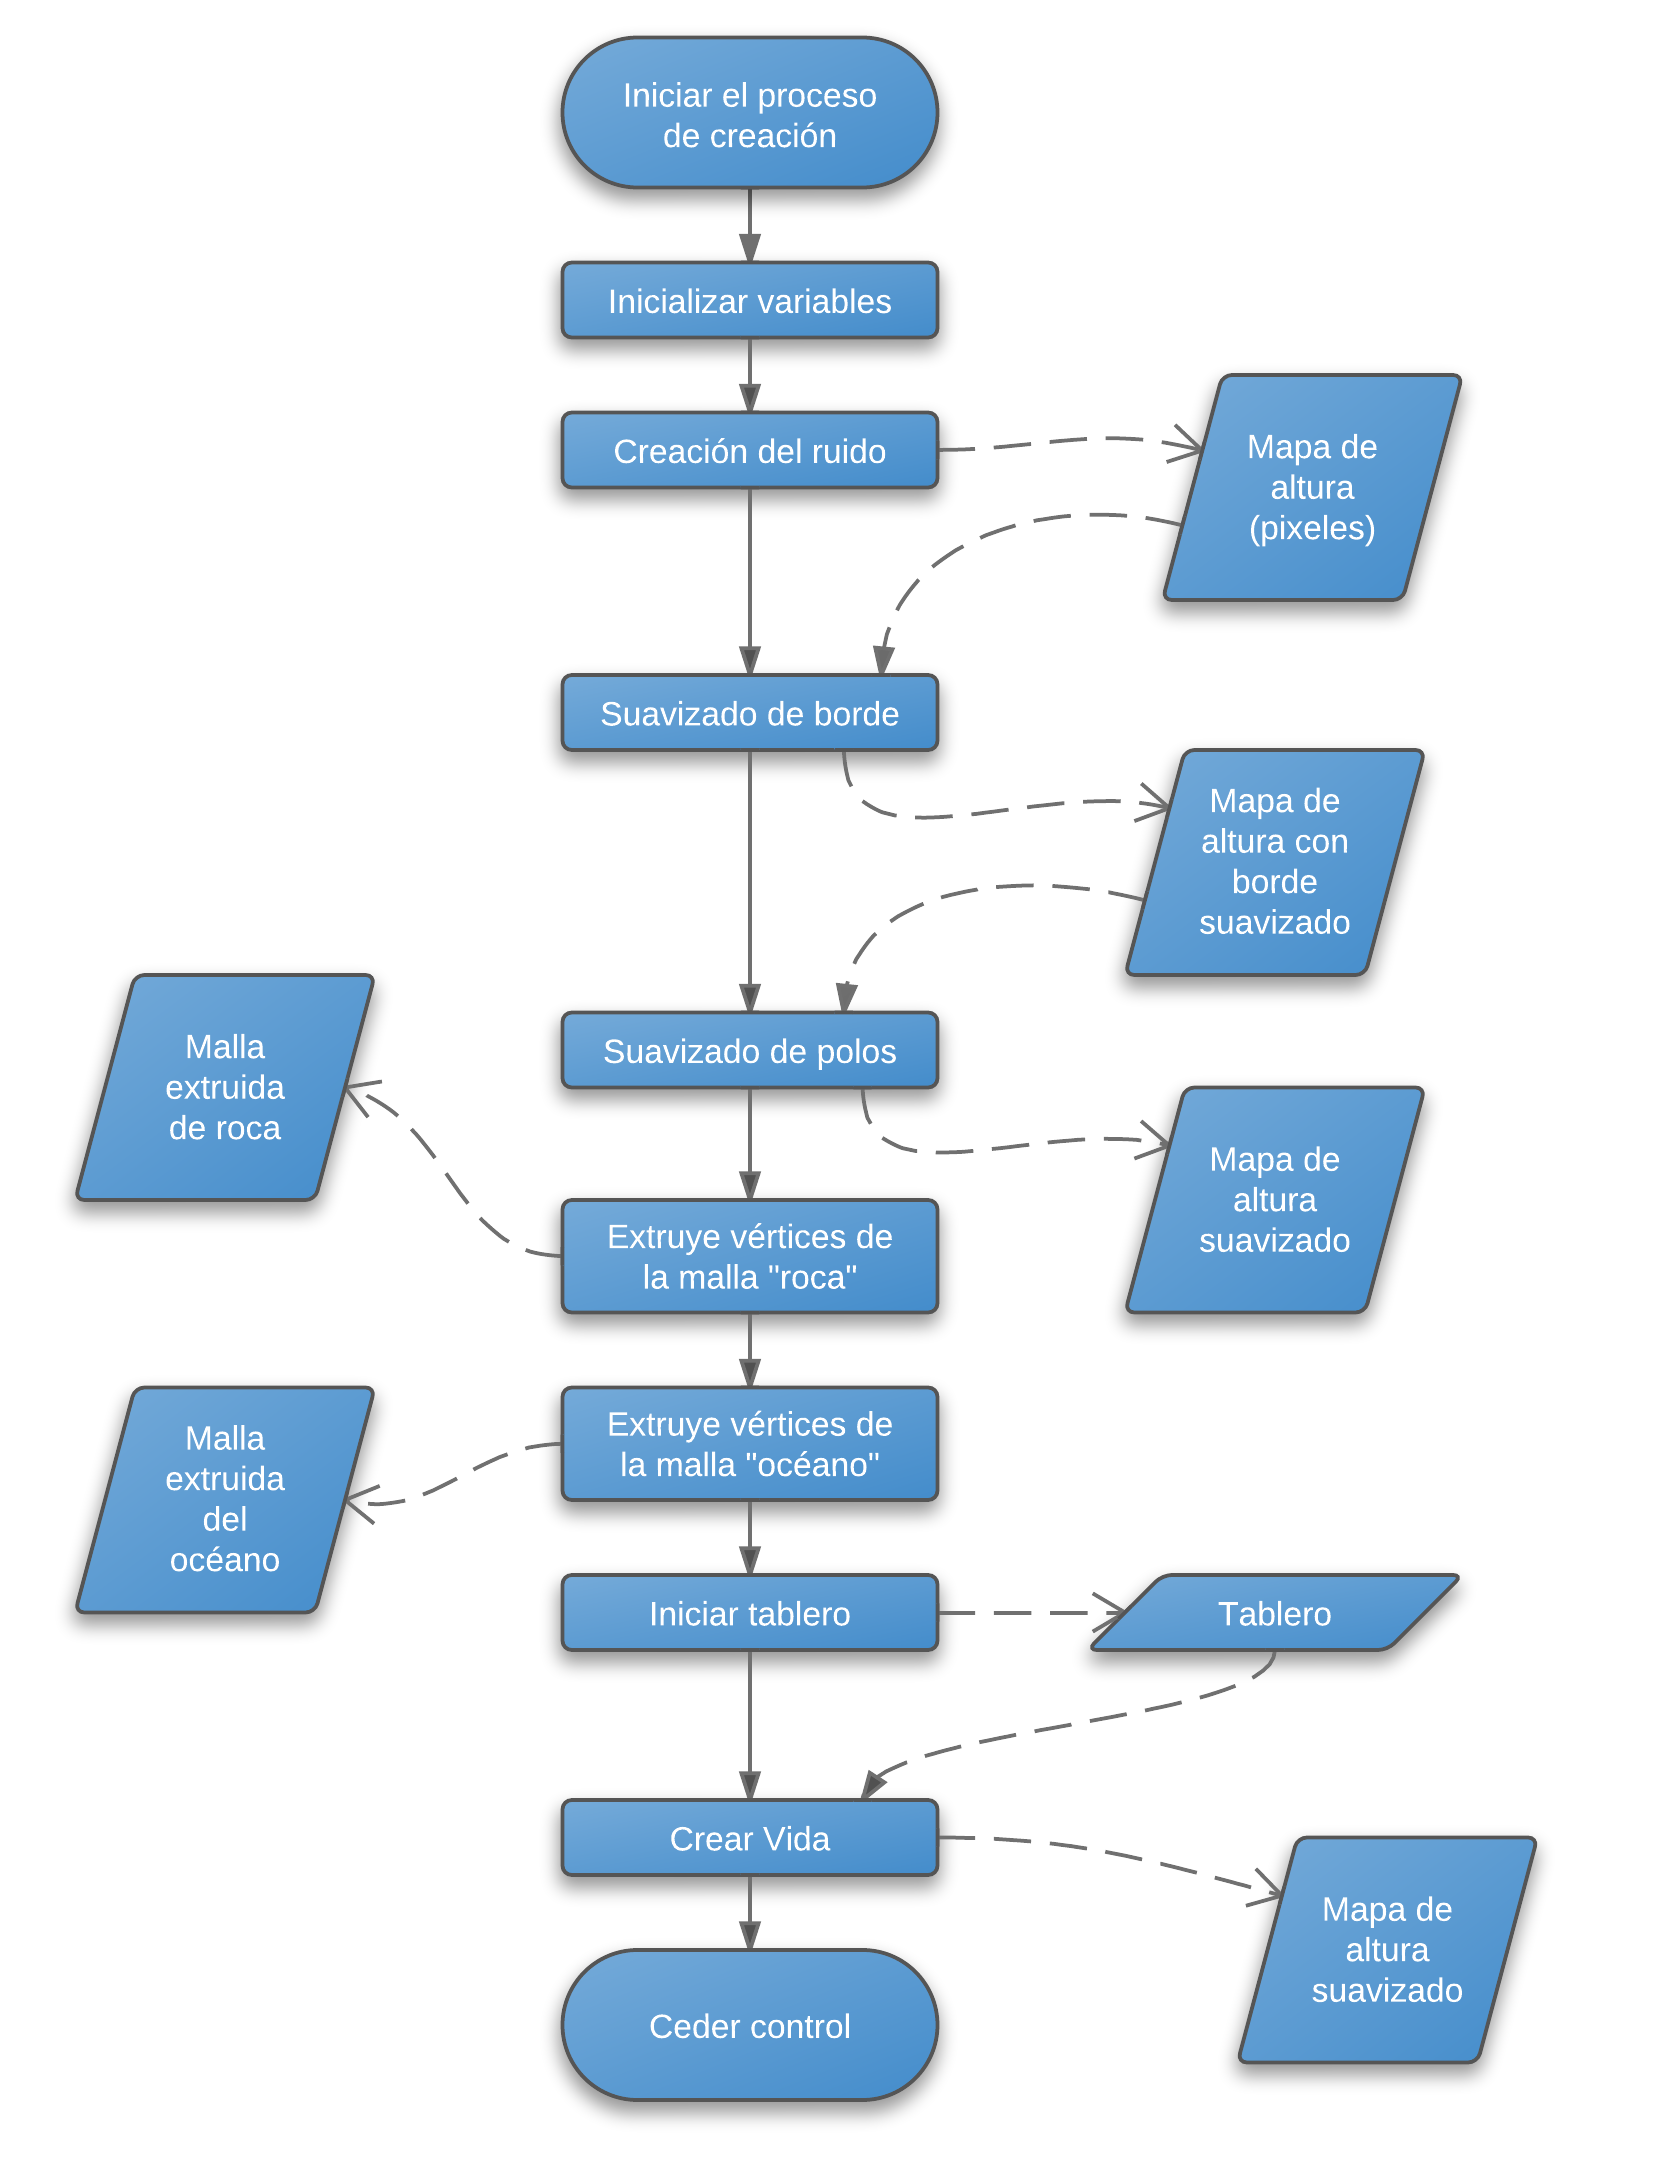 Iniciar el proceso
de creación
Inicializar variables
Creación del ruido
Mapa de
altura
(pixeles)
Suavizado de borde
Mapa de
altura con
borde
suavizado
Suavizado de polos
Malla
extruida
de roca
Mapa de
altura
suavizado
Extruye vértices de
la malla "roca"
Extruye vértices de
la malla "océano"
Malla
extruida
del
océano
Iniciar tablero
Tablero
Crear Vida
Mapa de
altura
suavizado
Ceder control